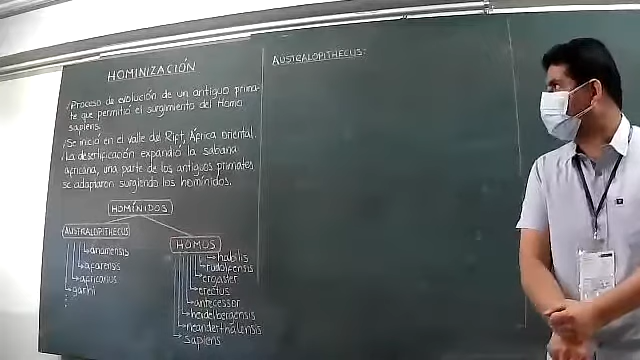 HOMINIZACIÓN
Proceso de evolución de un antiguo prima-
te que permitió el surgimiento del Homo
sapiens.
Se inició en el valle del Rift, África oriental.
La desertificación expandió la sabana
africana, una parte de los antiguos primates
se adaptaron surgiendo los homínidos.
HOMÍNIDOS
AUSTRALOPITHECUS
anamensis
afarensis
africanus
garhi
HOMOS
habilis
rudolfensis
ergaster
erectus
antecessor
heidelbergensis
neanderthalensis
sapiens
AUSTRALOPITHECUS: